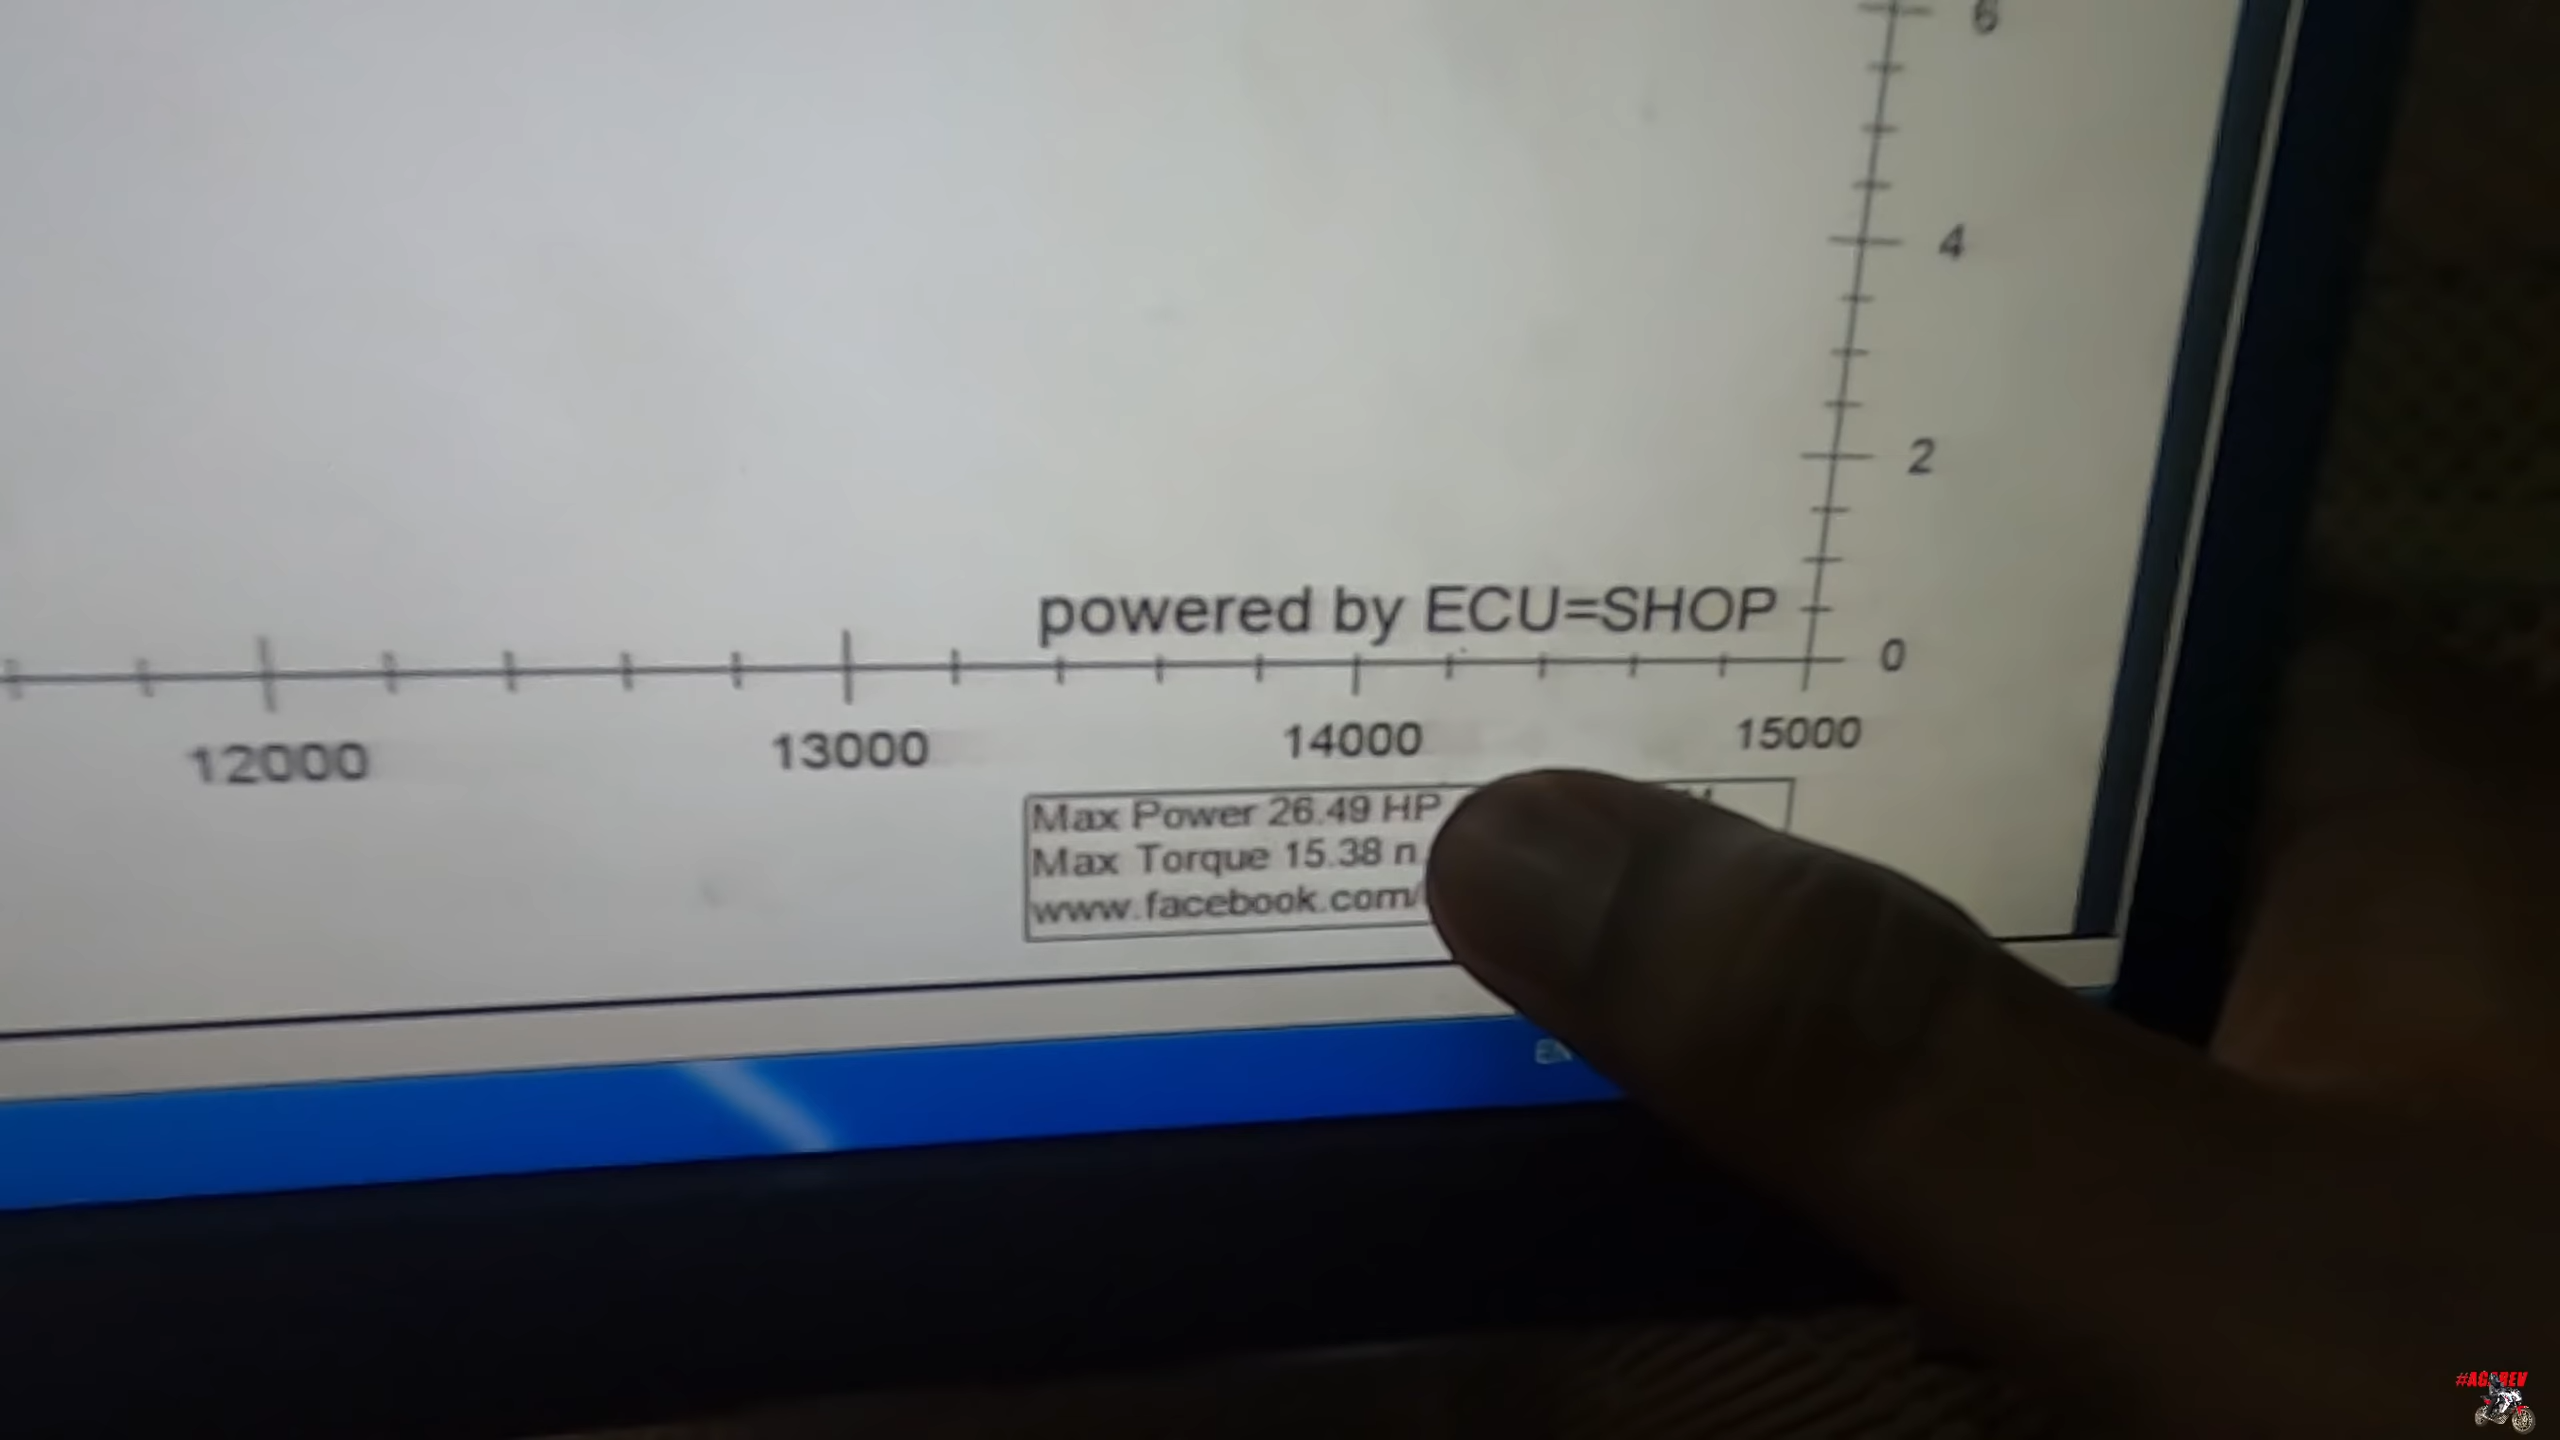 6
4
2
powered by ECU=SHOP
0
12000
13000
14000
15000
Max Power 26.49 HP
Max Torque 15.38 n
www.facebook.com/